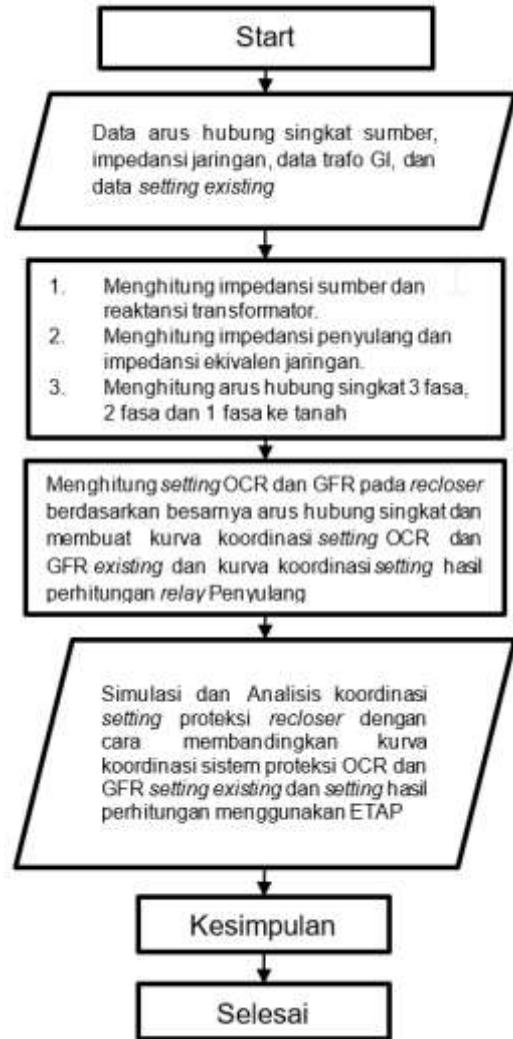 Start
Data arus hubung singkat sumber,
impedansi jaringan, data trafo GI, dan
data setting existing
1. Menghitung impedansi sumber dan
reaktansi transformator.
2. Menghitung impedansi penyulang dan
impedansi ekivalen jaringan.
3. Menghitung arus hubung singkat 3 fasa,
2 fasa dan 1 fasa ke tanah
Menghitung setting OCR dan GFR pada recloser
berdasarkan besarnya arus hubung singkat dan
membuat kurva koordinasi setting OCR dan
GFR existing dan kurva koordinasi setting hasil
perhitungan relay Penyulang
Simulasi dan Analisis koordinasi
setting proteksi recloser dengan
cara membandingkan kurva
koordinasi sistem proteksi OCR dan
GFR setting existing dan setting hasil
perhitungan menggunakan ETAP
Kesimpulan
Selesai